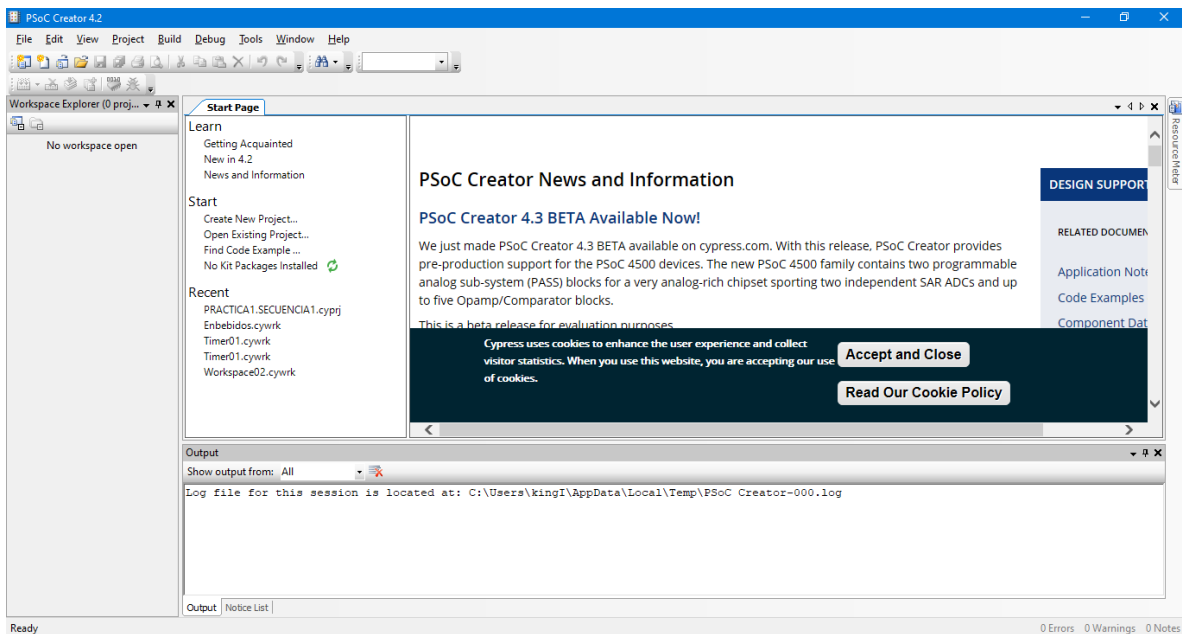 PSoC Creator 4.2
File Edit View Project Build Debug Tools Window Help
Workspace Explorer (0 proj...
No workspace open
Start Page
Learn
Getting Acquainted
New in 4.2
News and Information
Start
Create New Project...
Open Existing Project...
Find Code Example ...
No Kit Packages Installed
Recent
PRACTICA1.SECUENCIA1.cyprj
Enbebidos.cywrk
Timer01.cywrk
Timer01.cywrk
Workspace02.cywrk
PSoC Creator News and Information
PSoC Creator 4.3 BETA Available Now!
We just made PSoC Creator 4.3 BETA available on cypress.com. With this release, PSoC Creator provides
pre-production support for the PSoC 4500 devices. The new PSoC 4500 family contains two programmable
analog sub-system (PASS) blocks for a very analog-rich chipset sporting two independent SAR ADCs and up
to five Opamp/Comparator blocks.
This is a beta release for evaluation purposes
DESIGN SUPPORT
RELATED DOCUMEN
Application Note
Code Examples
Component Dat
Cypress uses cookies to enhance the user experience and collect
visitor statistics. When you use this website, you are accepting our use
of cookies.
Accept and Close
Read Our Cookie Policy
Resource Meter
Output
Show output from: All
Log file for this session is located at: C:\Users\kingI\AppData\Local\Temp\PSoC Creator-000.log
Output Notice List
Ready
0 Errors 0 Warnings 0 Notes